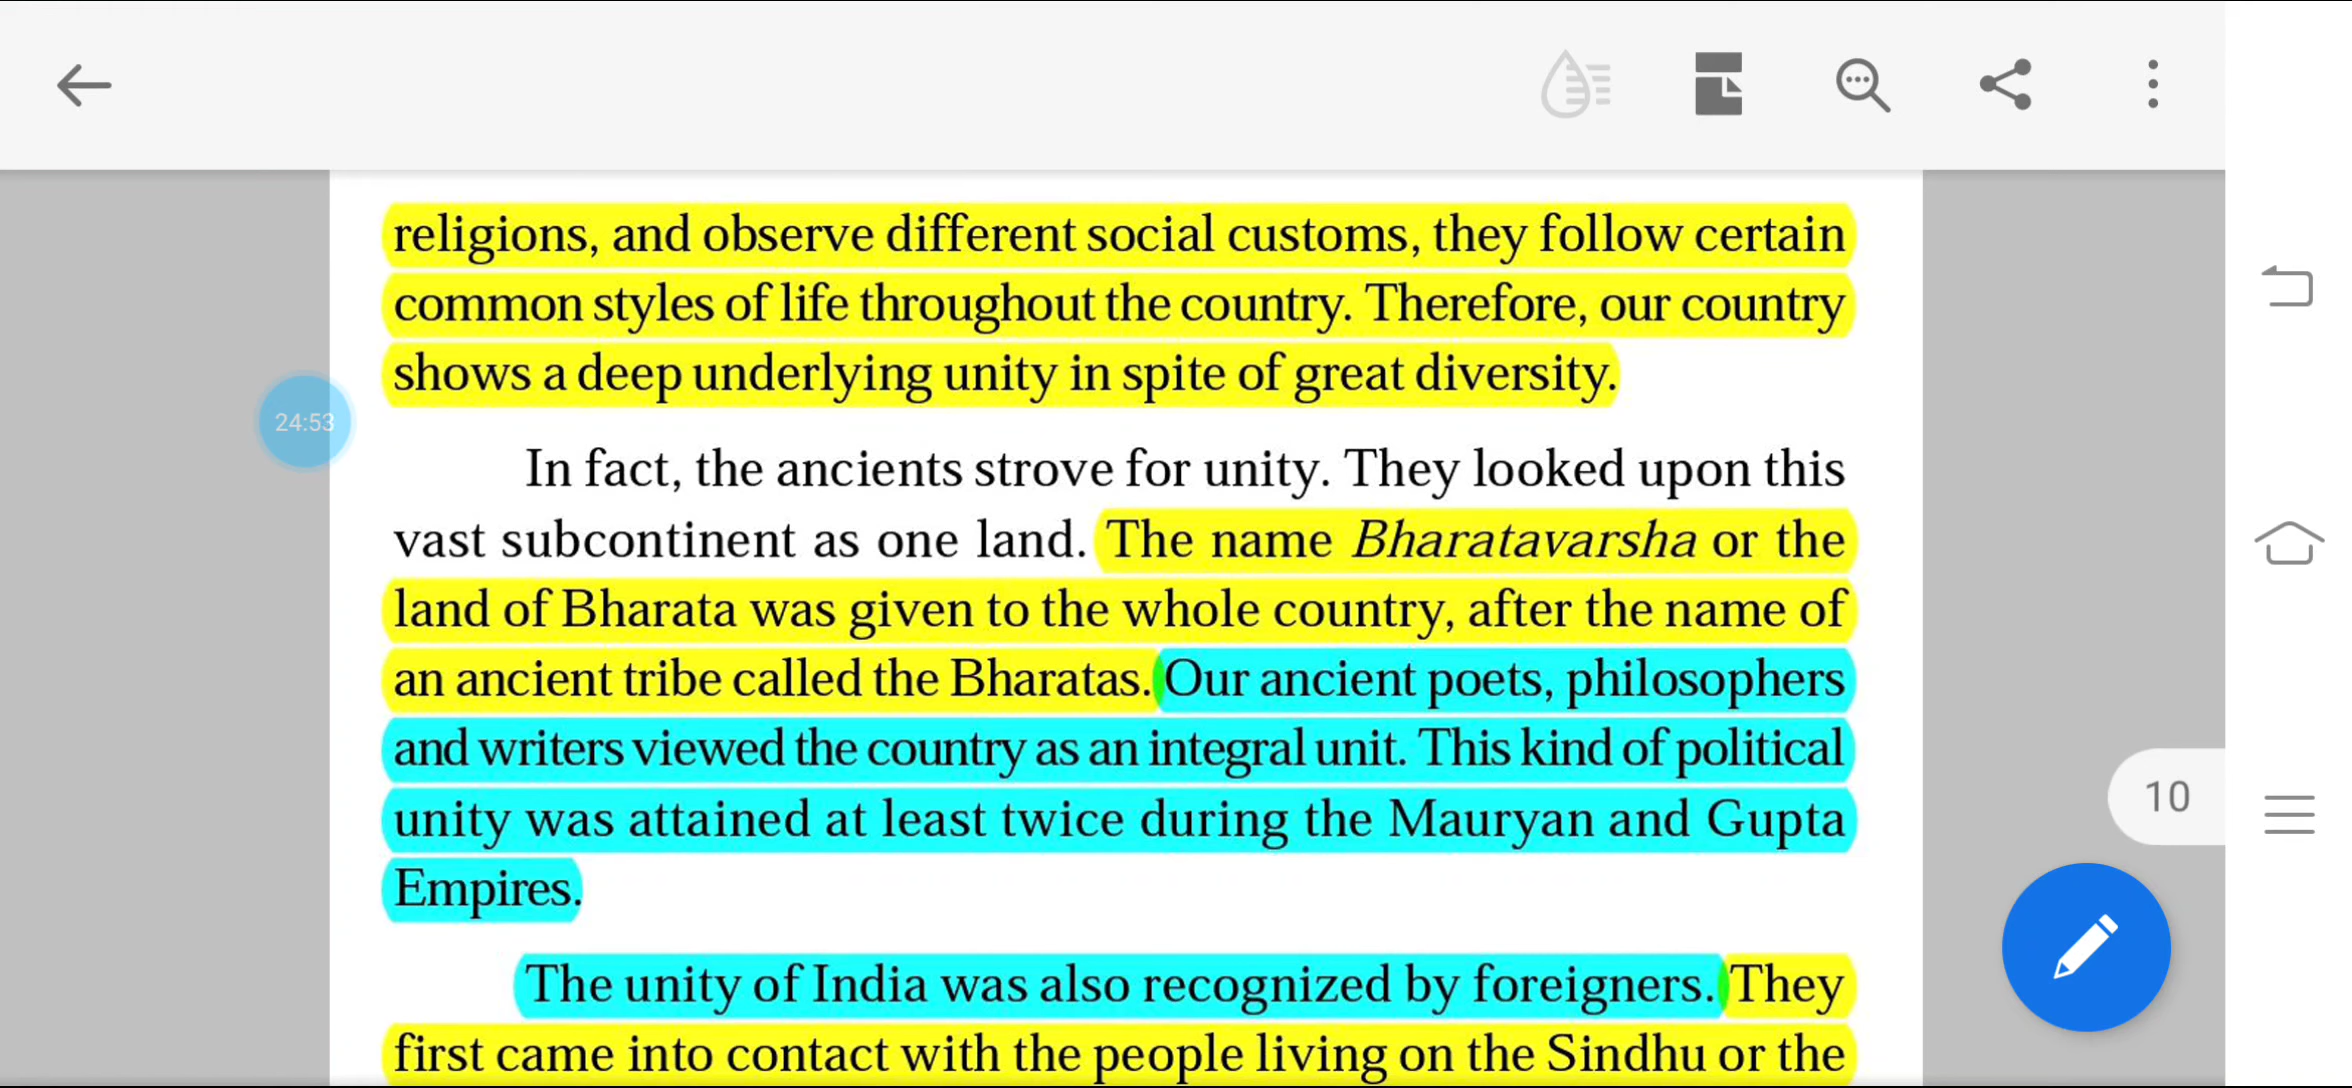 religions, and observe different social customs, they follow certain
common styles of life throughout the country. Therefore, our country
shows a deep underlying unity in spite of great diversity.
24:53
In fact, the ancients strove for unity. They looked upon this
vast subcontinent as one land. The name Bharatavarsha or the
land of Bharata was given to the whole country, after the name of
an ancient tribe called the Bharatas. Our ancient poets, philosophers
and writers viewed the country as an integral unit. This kind of political
unity was attained at least twice during the Mauryan and Gupta
10
Empires.
The unity of India was also recognized by foreigners. They
first came into contact with the people living on the Sindhu or the